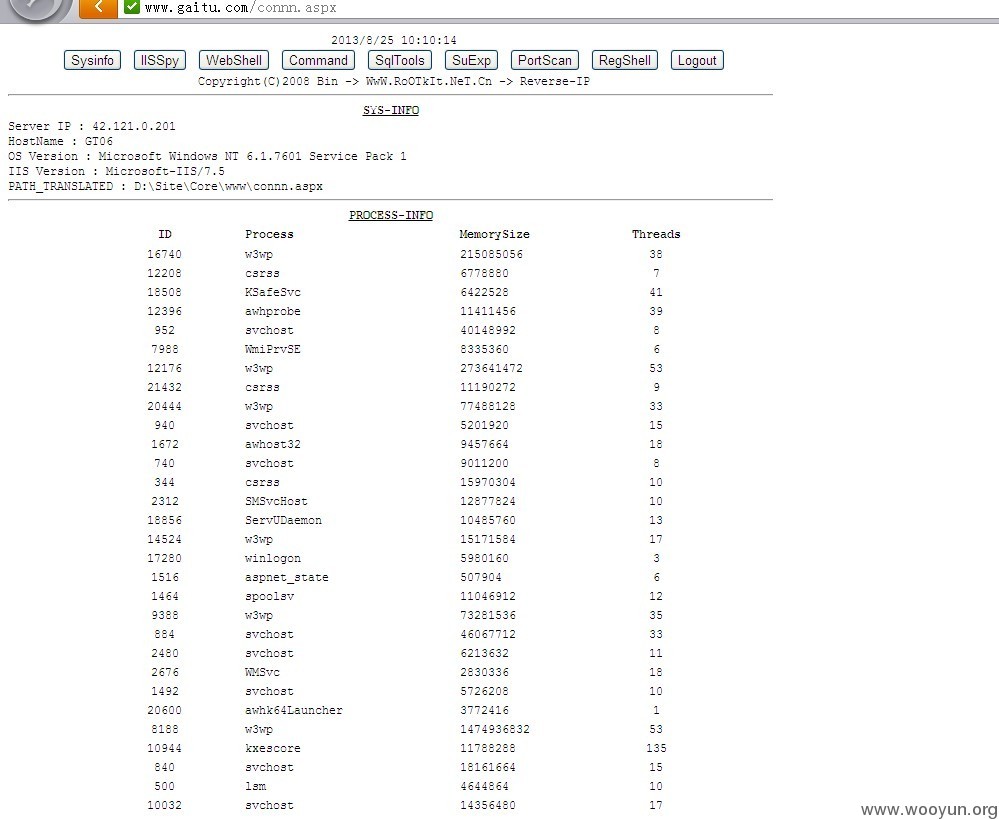 www.gaitu.com/connn.aspx
2013/8/25 10:10:14
Sysinfo IISSpy WebShell Command SqlTools SuExp PortScan RegShell Logout
Copyright(C)2008 Bin -> WwW.RoOTkIt.NeT.Cn -> Reverse-IP
SYS-INFO
Server IP : 42.121.0.201
HostName : GT06
OS Version : Microsoft Windows NT 6.1.7601 Service Pack 1
IIS Version : Microsoft-IIS/7.5
PATH_TRANSLATED : D:\Site\Core\www\connn.aspx
PROCESS-INFO
ID Process MemorySize Threads
16740 w3wp 215085056 38
12208 csrss 6778880 7
18508 KSafeSvc 6422528 41
12396 awhprobe 11411456 39
952 svchost 40148992 8
7988 WmiPrvSE 8335360 6
12176 w3wp 273641472 53
21432 csrss 11190272 9
20444 w3wp 77488128 33
940 svchost 5201920 15
1672 awhost32 9457664 18
740 svchost 9011200 8
344 csrss 15970304 10
2312 SMSvcHost 12877824 10
18856 ServUDaemon 10485760 13
14524 w3wp 15171584 17
17280 winlogon 5980160 3
1516 aspnet_state 507904 6
1464 spoolsv 11046912 12
9388 w3wp 73281536 35
884 svchost 46067712 33
2480 svchost 6213632 11
2676 WMSvc 2830336 18
1492 svchost 5726208 10
20600 awhk64Launcher 3772416 1
8188 w3wp 1474936832 53
10944 kxescore 11788288 135
840 svchost 18161664 15
500 lsm 4644864 10
10032 svchost 14356480 17
www.wooyun.org